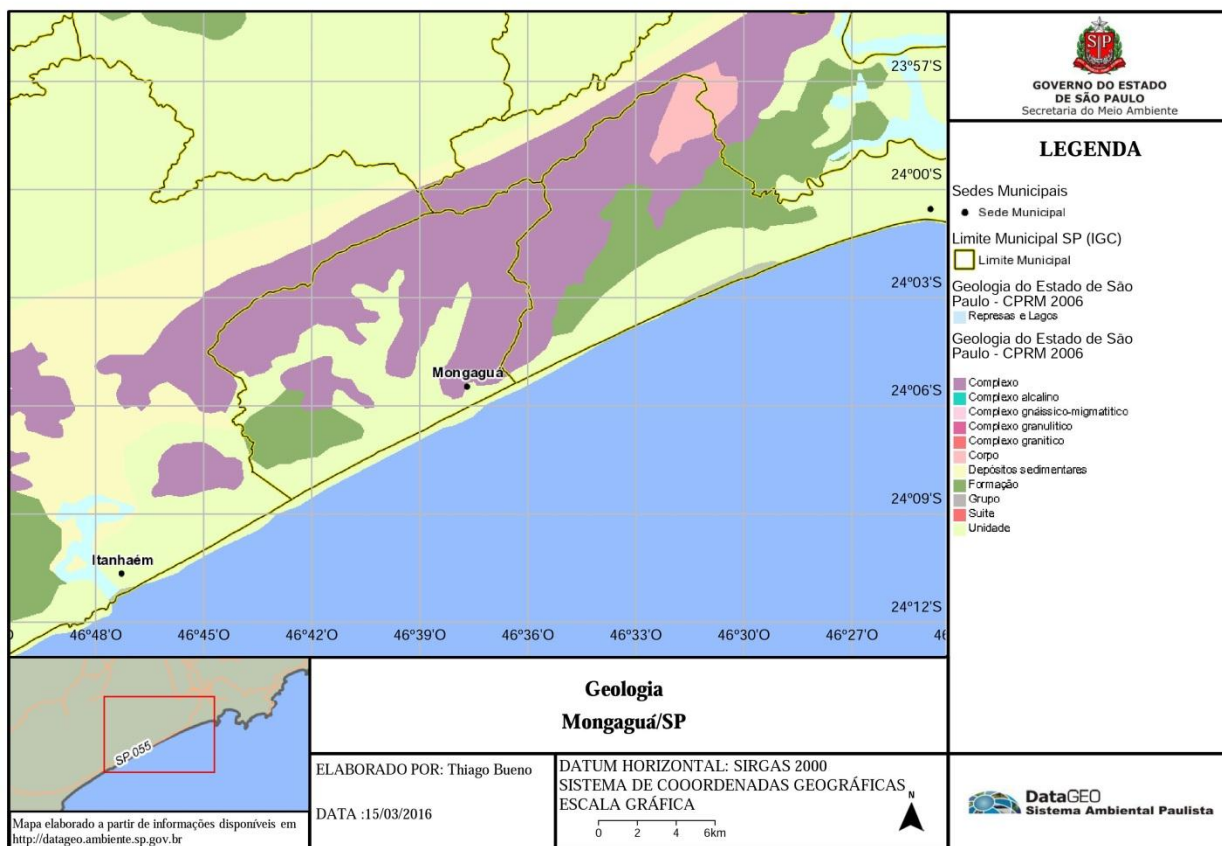 23°57'S
24°00'S
24°03'S
24°06'S
24°09'S
24°12'S
Mongaguá
Itanhaém
46°48'O
46°45'O
46°42'O
46°39'O
46°36'O
46°33'O
46°30'O
46°27'O
46
SP
GOVERNO DO ESTADO
DE SÃO PAULO
Secretaria do Meio Ambiente
LEGENDA
Sedes Municipais
Sede Municipal
Limite Municipal SP (IGC)
Limite Municipal
Geologia do Estado de São
Paulo - CPRM 2006
Represas e Lagos
Geologia do Estado de São
Paulo - CPRM 2006
Complexo
Complexo alcalino
Complexo gnáissico-migmatítico
Complexo granulítico
Complexo granítico
Corpo
Depósitos sedimentares
Formação
Grupo
Suite
Unidade
SP 055
Mapa elaborado a partir de informações disponíveis em
http://datageo.ambiente.sp.gov.br
Geologia
Mongaguá/SP
ELABORADO POR: Thiago Bueno
DATA :15/03/2016
DATUM HORIZONTAL: SIRGAS 2000
SISTEMA DE COOORDENADAS GEOGRÁFICAS
ESCALA GRÁFICA
0 2 4 6km
N
DataGEO
Sistema Ambiental Paulista